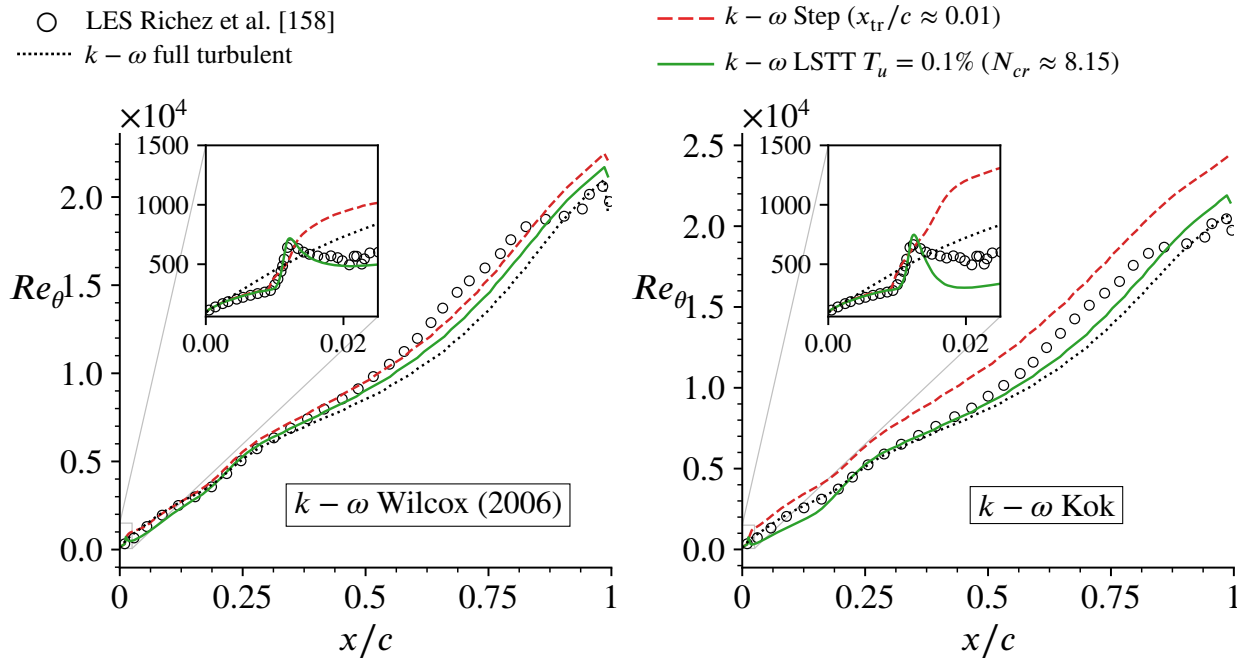 LES Richez et al. [158]
k − ω full turbulent
k − ω Step (x_tr/c ≈ 0.01)
k − ω LSTT T_u = 0.1% (N_cr ≈ 8.15)
×10^4
2.0
1.5
1.0
0.5
0.0
Re_θ
1500
1000
500
0.00 0.02
k − ω Wilcox (2006)
0 0.25 0.5 0.75 1
x/c
×10^4
2.5
2.0
1.5
1.0
0.5
0.0
Re_θ
1500
1000
500
0.00 0.02
k − ω Kok
0 0.25 0.5 0.75 1
x/c